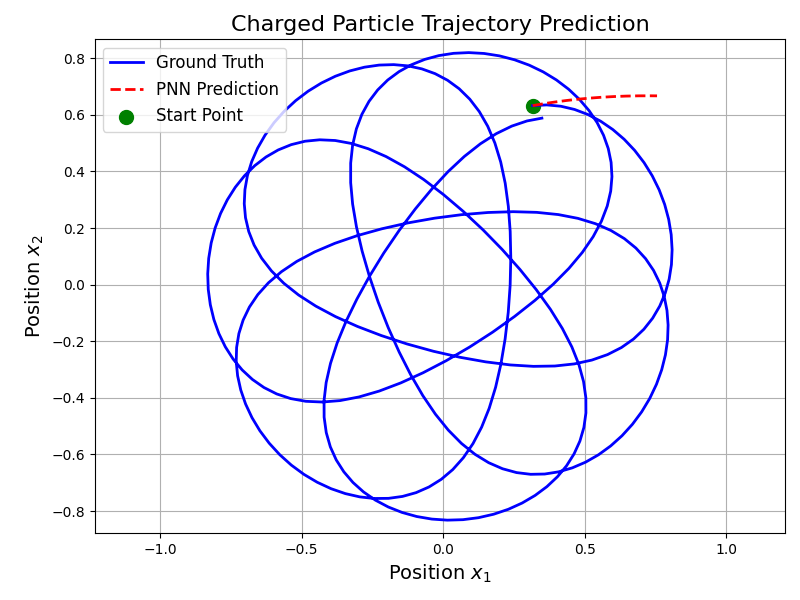 Charged Particle Trajectory Prediction
Ground Truth
PNN Prediction
Start Point
Position x₂
0.8
0.6
0.4
0.2
0.0
−0.2
−0.4
−0.6
−0.8
−1.0 −0.5 0.0 0.5 1.0
Position x₁